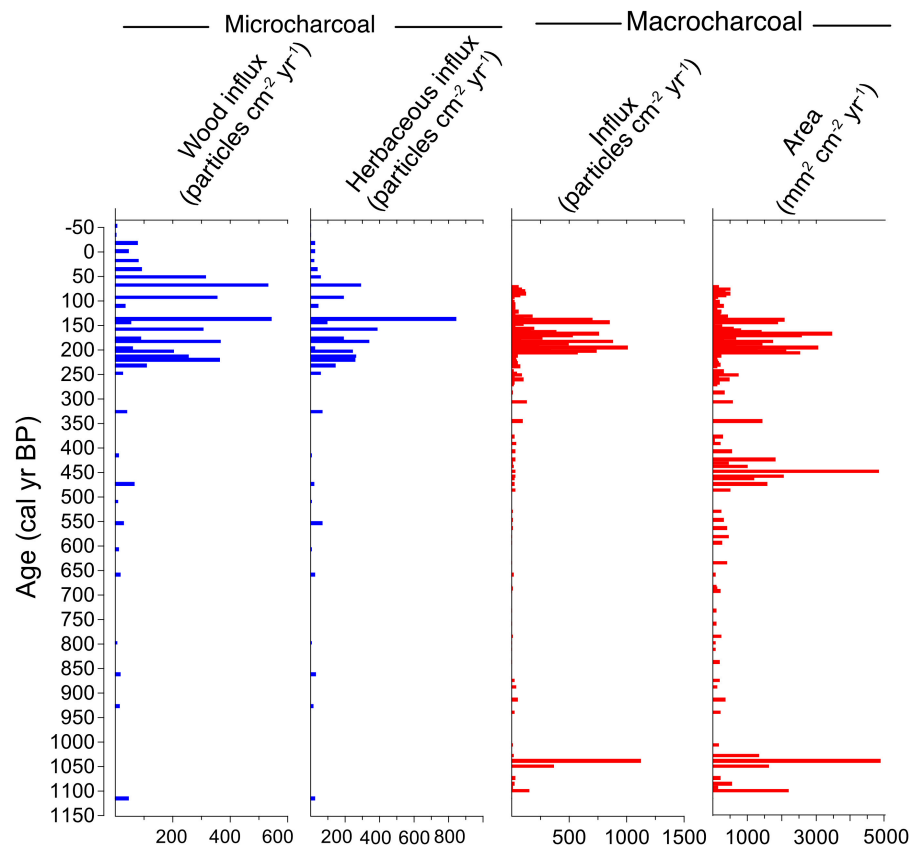 Microcharcoal
Macrocharcoal
Wood influx
(particles cm-2 yr-1)
Herbaceous influx
(particles cm-2 yr-1)
Influx
(particles cm-2 yr-1)
Area
(mm2 cm-2 yr-1)
Age (cal yr BP)
-50
0
50
100
150
200
250
300
350
400
450
500
550
600
650
700
750
800
850
900
950
1000
1050
1100
1150
200 400 600
200 400 600 800
500 1000 1500
1000 3000 5000